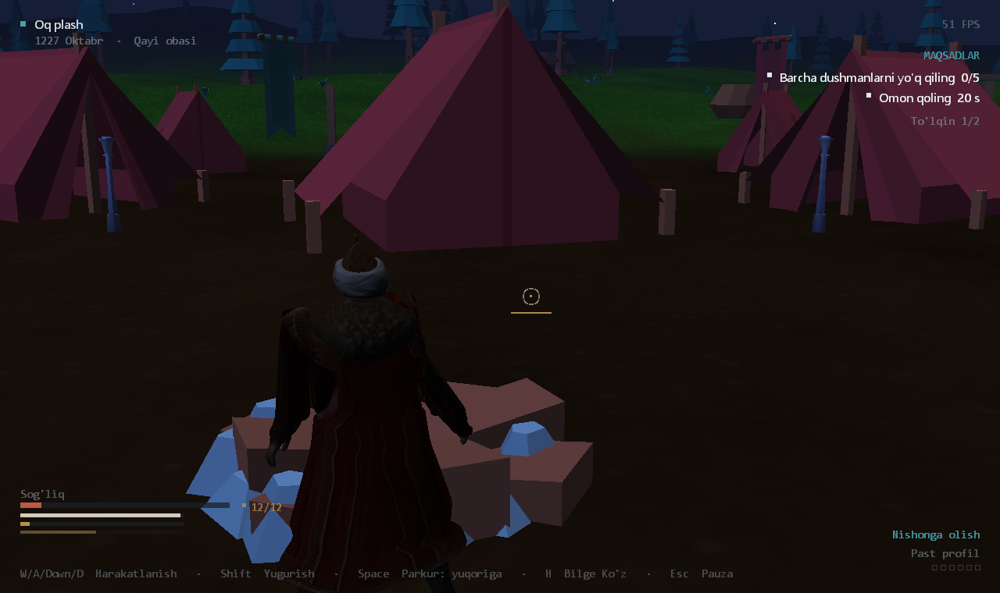 Oq plash
1227 Oktabr · Qayi obasi
51 FPS
MAQSADLAR
Barcha dushmanlarni yo'q qiling 0/5
Omon qoling 20 s
To'lqin 1/2
Sog'liq
12/12
Nishonga olish
Past profil
W/A/Down/D Harakatlanish · Shift Yugurish · Space Parkur: yuqoriga · H Bilge Ko'z · Esc Pauza